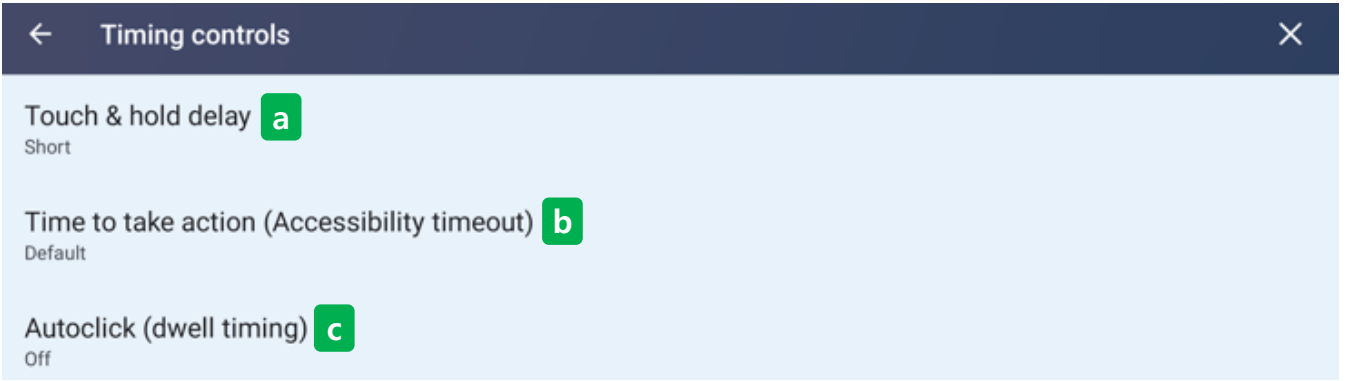 Timing controls
Touch & hold delay a
Short
Time to take action (Accessibility timeout) b
Default
Autoclick (dwell timing) c
Off